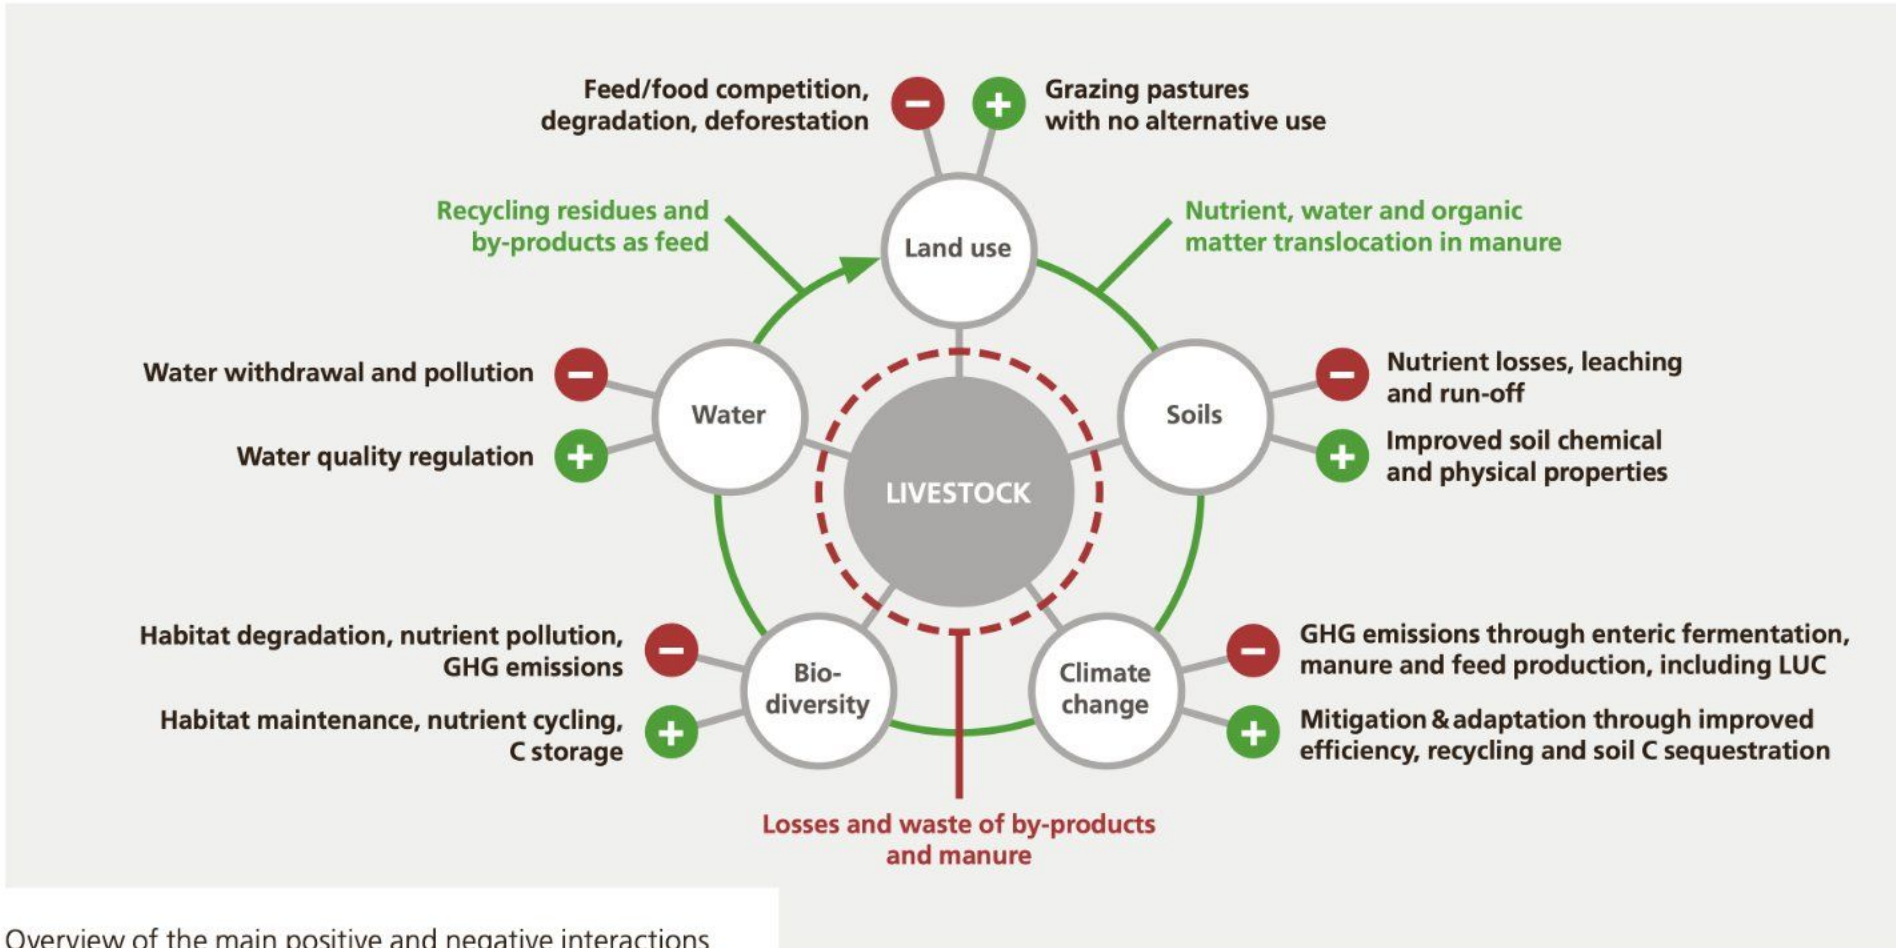 Feed/food competition,
degradation, deforestation
Grazing pastures
with no alternative use
Recycling residues and
by-products as feed
Nutrient, water and organic
matter translocation in manure
Land use
Water withdrawal and pollution
Water quality regulation
Water
Soils
Nutrient losses, leaching
and run-off
Improved soil chemical
and physical properties
LIVESTOCK
Habitat degradation, nutrient pollution,
GHG emissions
Habitat maintenance, nutrient cycling,
C storage
Bio-
diversity
Climate
change
GHG emissions through enteric fermentation,
manure and feed production, including LUC
Mitigation & adaptation through improved
efficiency, recycling and soil C sequestration
Losses and waste of by-products
and manure
Overview of the main positive and negative interactions